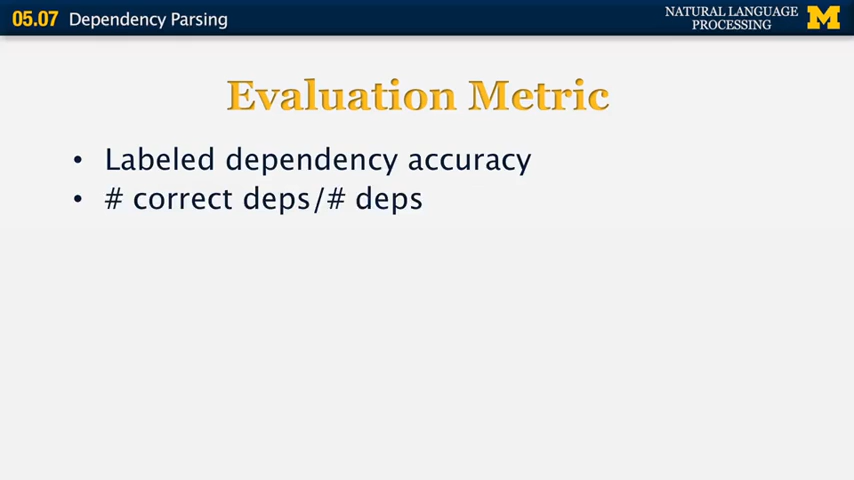 05.07 Dependency Parsing
NATURAL LANGUAGE
PROCESSING
M
Evaluation Metric
• Labeled dependency accuracy
• # correct deps/# deps